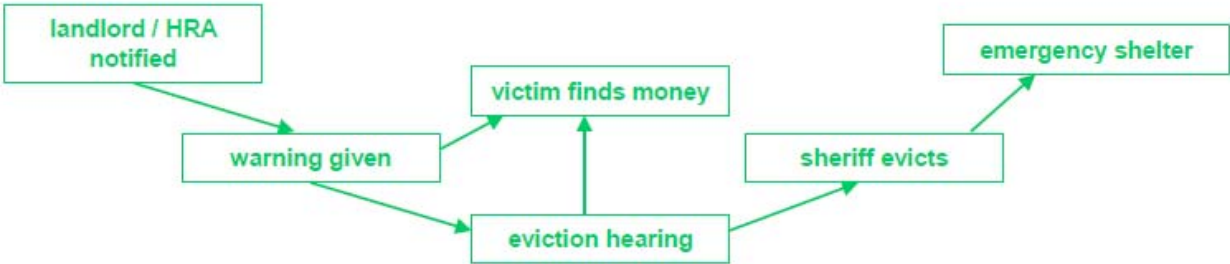 landlord / HRA
notified
emergency shelter
victim finds money
warning given
sheriff evicts
eviction hearing